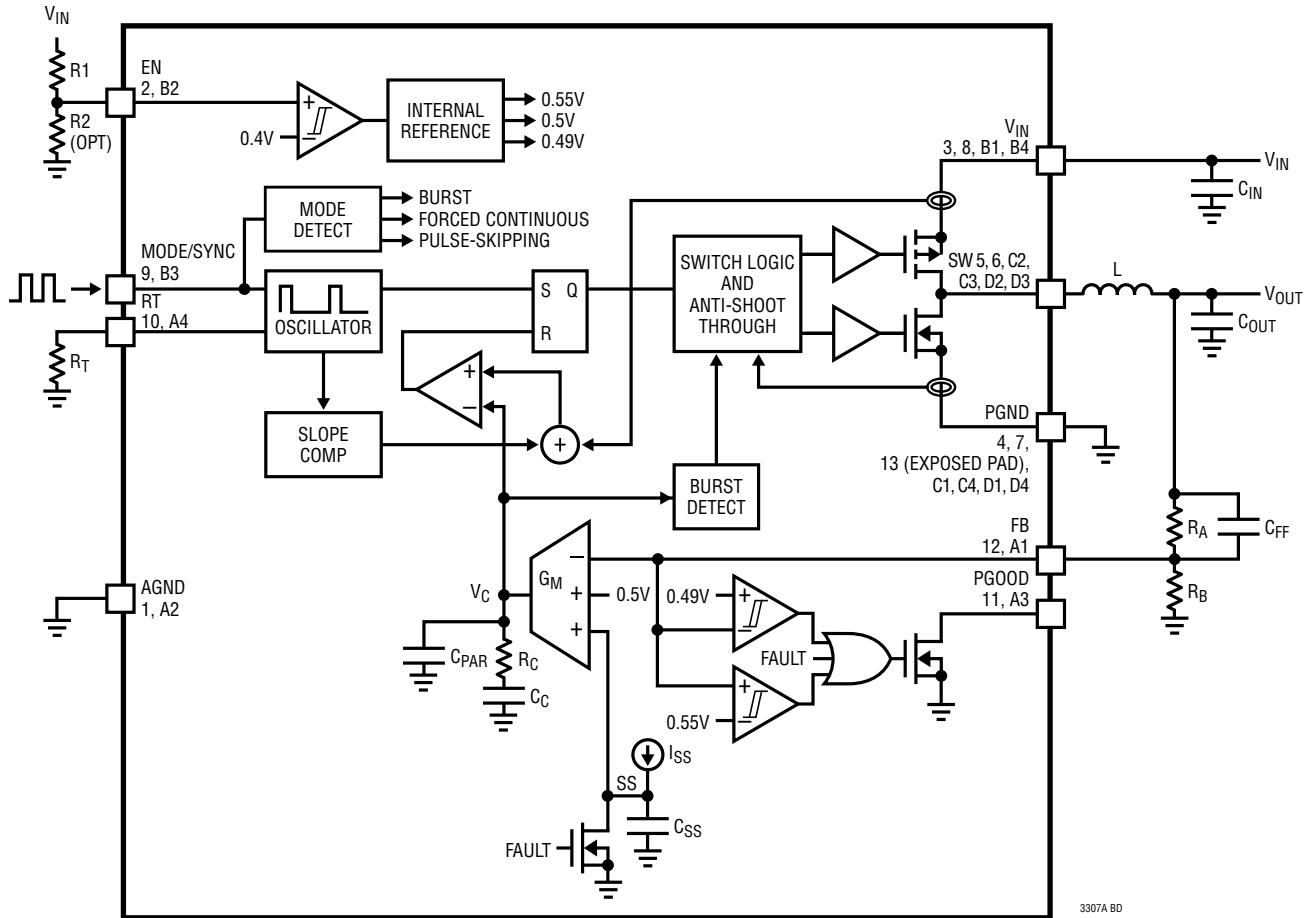 VIN
R1
EN
2, B2
R2
(OPT)
+
−
0.4V
INTERNAL
REFERENCE
0.55V
0.5V
0.49V
VIN
3, 8, B1, B4
VIN
CIN
MODE
DETECT
BURST
FORCED CONTINUOUS
PULSE-SKIPPING
MODE/SYNC
9, B3
RT
10, A4
RT
OSCILLATOR
S Q
R
SWITCH LOGIC
AND
ANTI-SHOOT
THROUGH
SW 5, 6, C2,
C3, D2, D3
L
VOUT
COUT
+
−
SLOPE
COMP
+
PGND
4, 7,
13 (EXPOSED PAD),
C1, C4, D1, D4
BURST
DETECT
FB
12, A1
RA
CFF
RB
PGOOD
11, A3
AGND
1, A2
VC
GM
−
+
+
0.5V
0.49V
+
−
FAULT
+
−
0.55V
CPAR
RC
CC
ISS
SS
CSS
FAULT
3307A BD